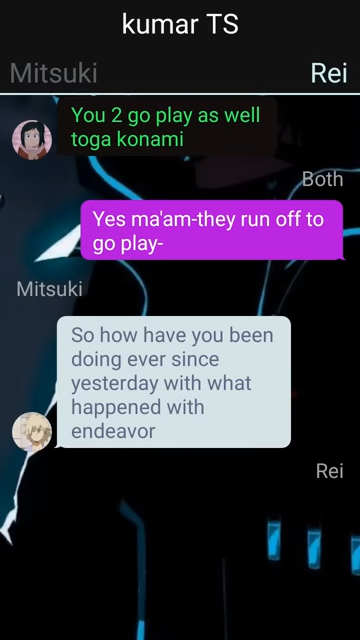 kumar TS
Mitsuki Rei
You 2 go play as well
toga konami
Both
Yes ma'am-they run off to
go play-
Mitsuki
So how have you been
doing ever since
yesterday with what
happened with
endeavor
Rei